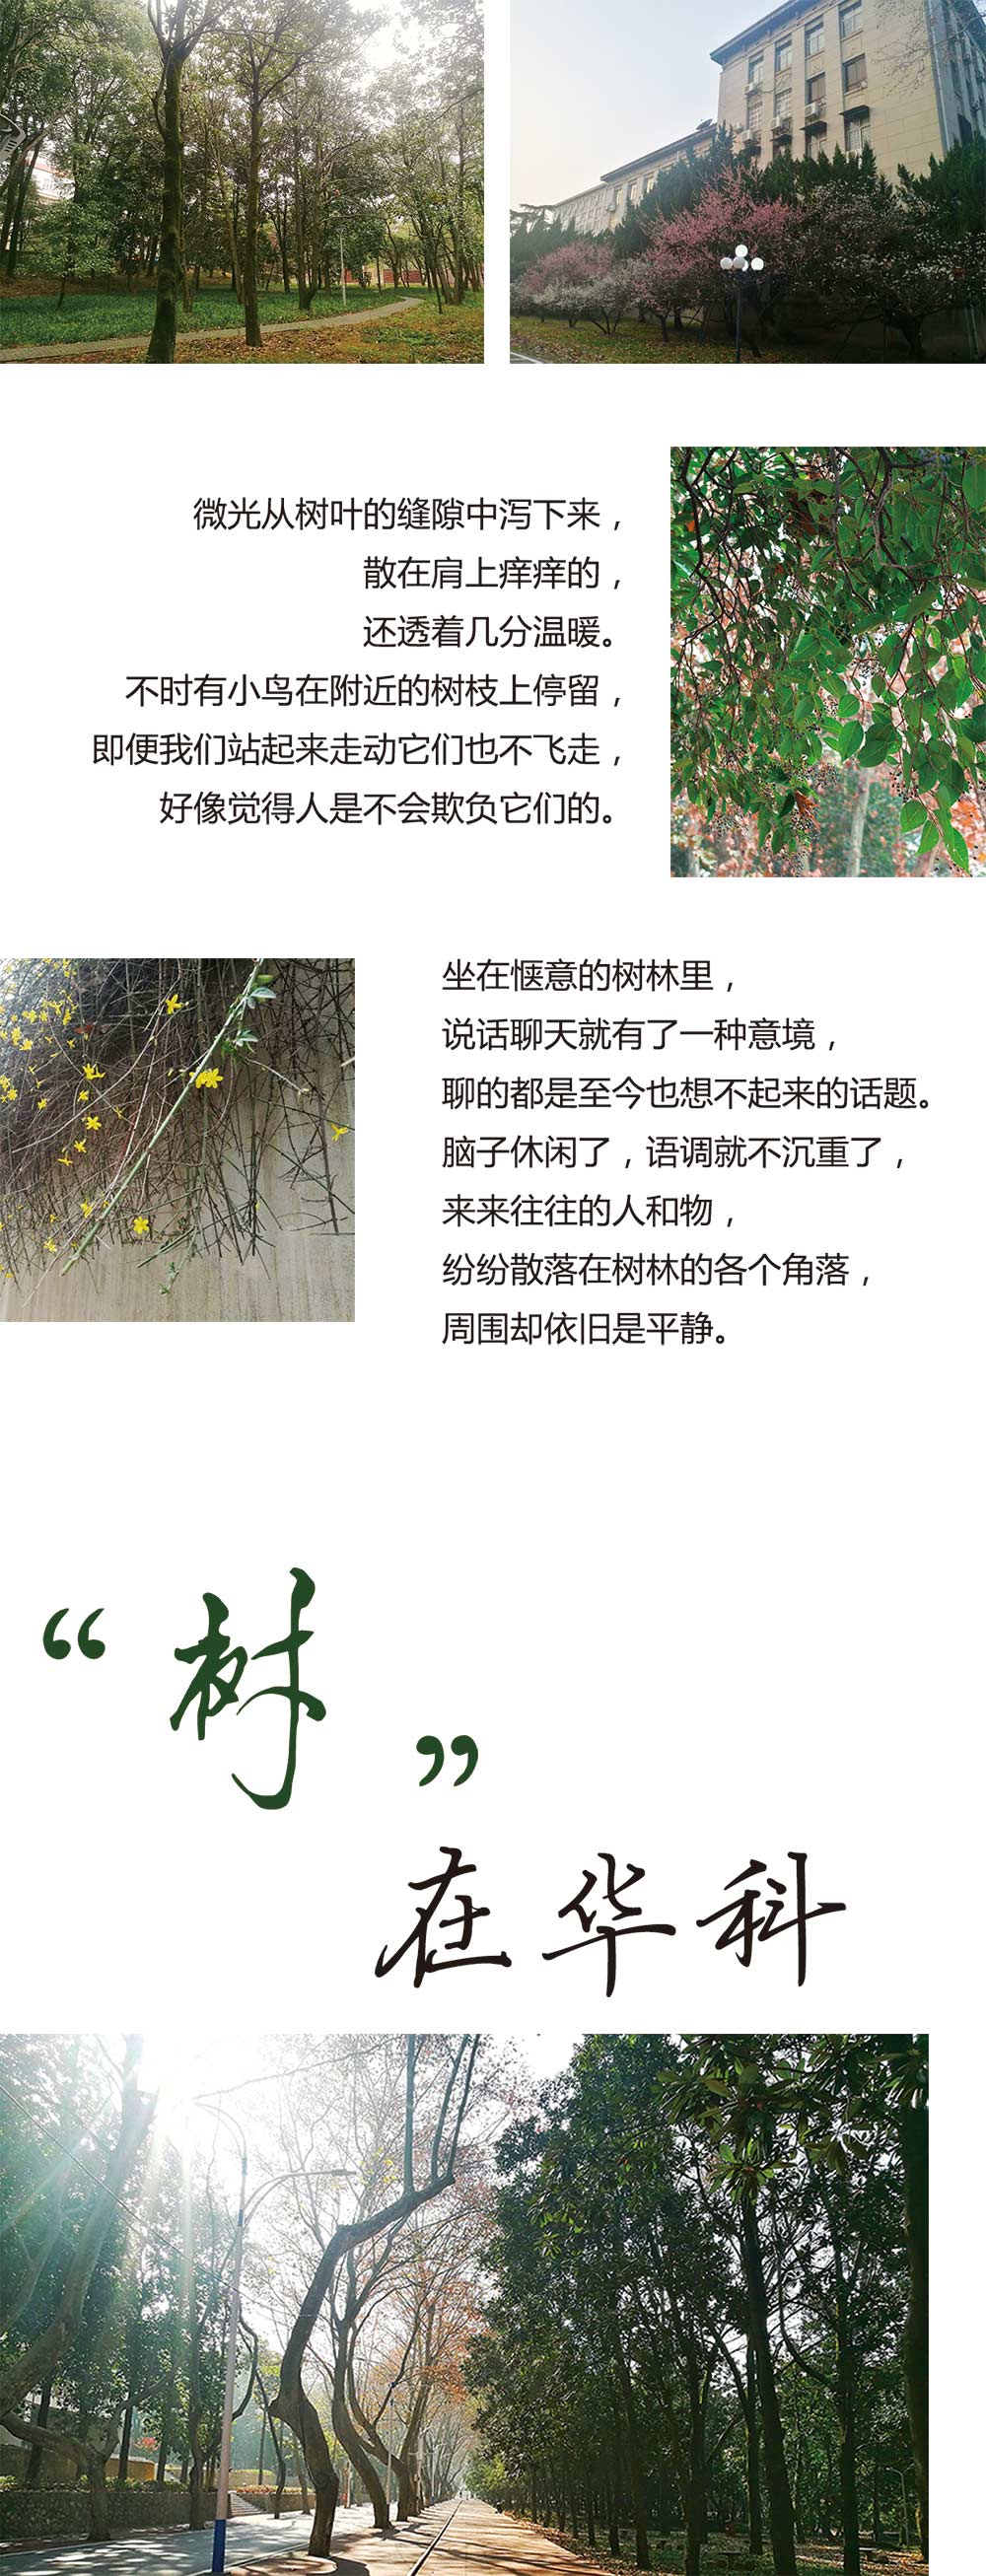 微光从树叶的缝隙中泻下来，
散在肩上痒痒的，
还透着几分温暖。
不时有小鸟在附近的树枝上停留，
即便我们站起来走动它们也不飞走，
好像觉得人是不会欺负它们的。
坐在惬意的树林里，
说话聊天就有了一种意境，
聊的都是至今也想不起来的话题。
脑子休闲了，语调就不沉重了，
来来往往的人和物，
纷纷散落在树林的各个角落，
周围却依旧是平静。
“树”
在华科